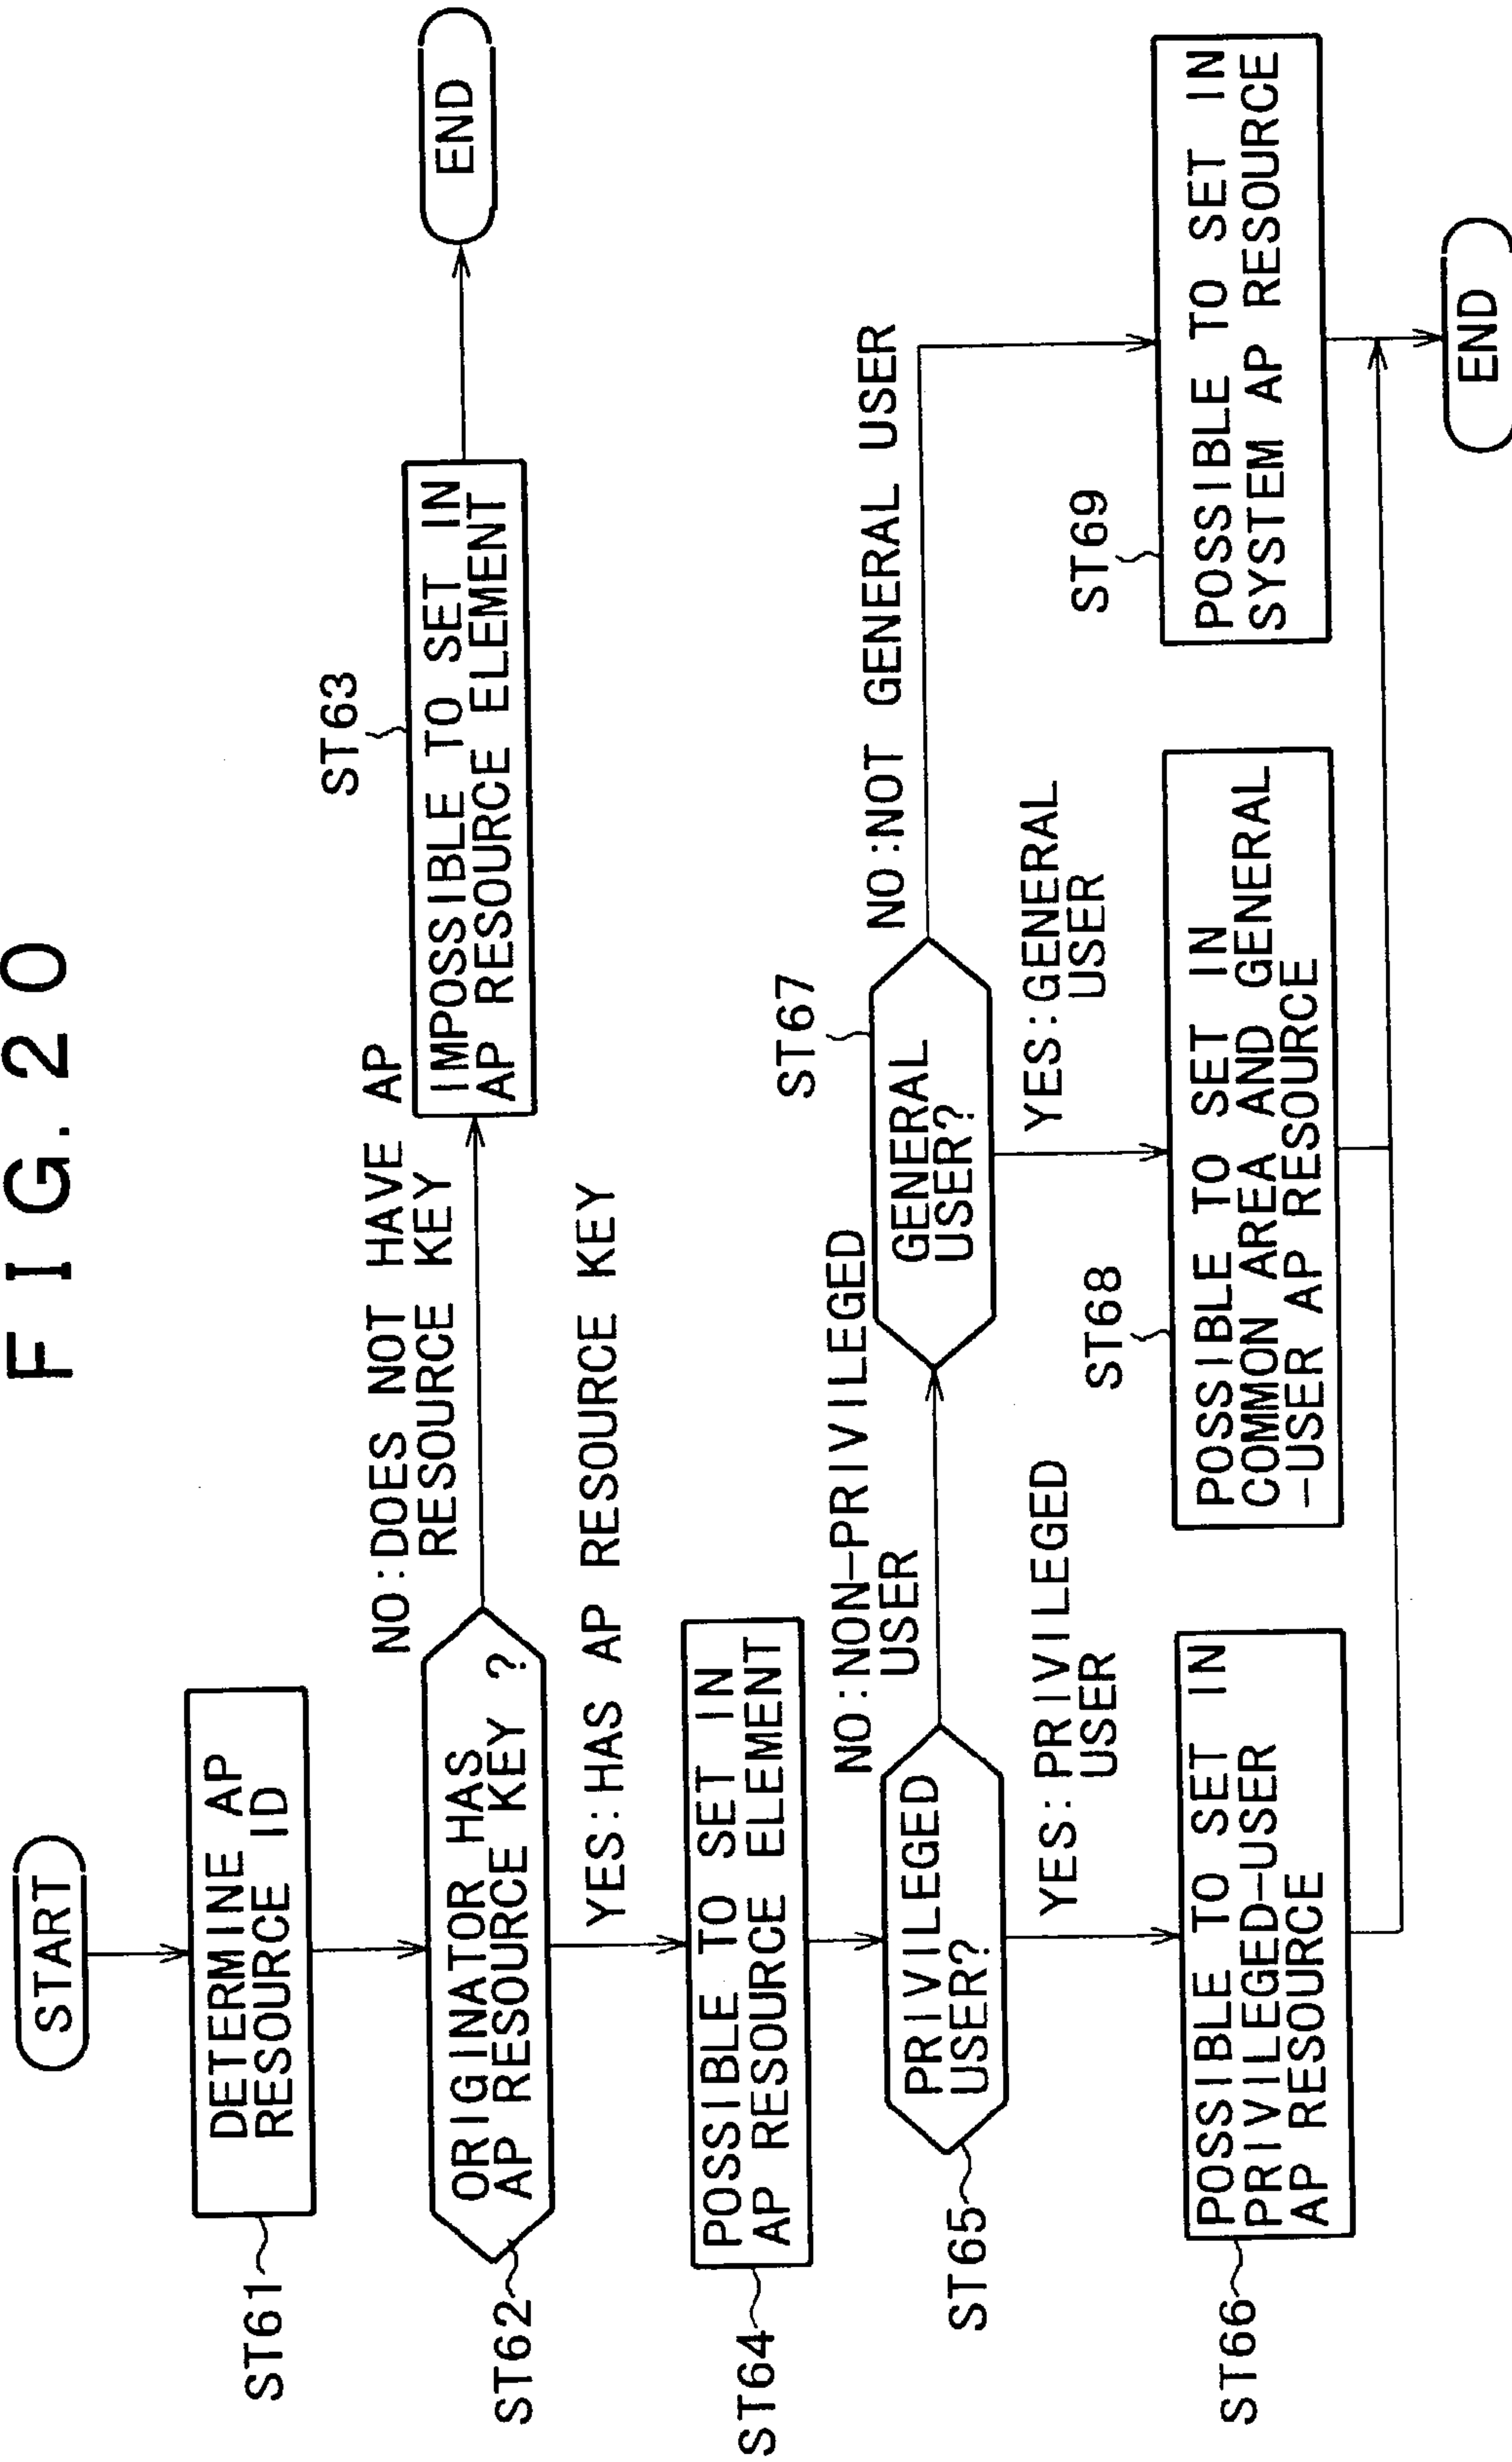 FIG.20
START
ST61
DETERMINE AP
RESOURCE ID
ST62
ORIGINATOR HAS
AP RESOURCE KEY ?
NO:DOES NOT HAVE AP
RESOURCE KEY
ST63
IMPOSSIBLE TO SET IN
AP RESOURCE ELEMENT
END
YES:HAS AP RESOURCE KEY
ST64
POSSIBLE TO SET IN
AP RESOURCE ELEMENT
ST65
PRIVILEGED
USER?
NO:NON-PRIVILEGED
USER
ST67
GENERAL
USER?
NO:NOT GENERAL USER
YES:PRIVILEGED
USER
YES:GENERAL
USER
ST66
POSSIBLE TO SET IN
PRIVILEGED-USER
AP RESOURCE
ST68
POSSIBLE TO SET IN
COMMON AREA AND GENERAL
-USER AP RESOURCE
ST69
POSSIBLE TO SET IN
SYSTEM AP RESOURCE
END